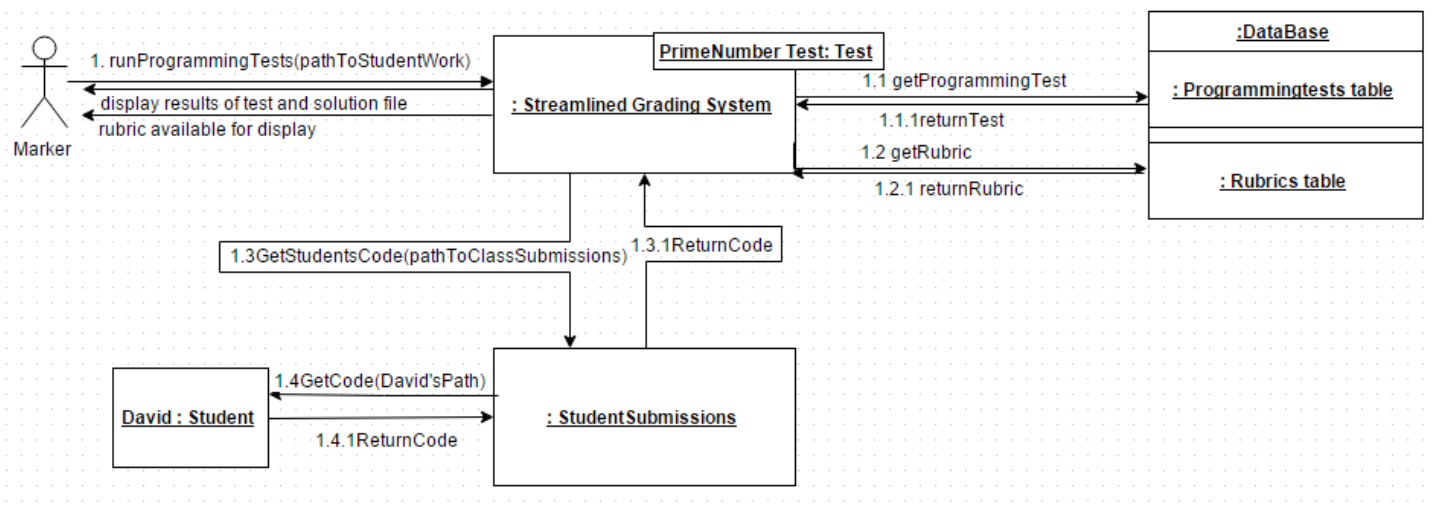 :DataBase
PrimeNumber Test: Test
1. runProgrammingTests(pathToStudentWork)
1.1 getProgrammingTest
: Programmingtests table
display results of test and solution file
: Streamlined Grading System
1.1.1returnTest
rubric available for display
Marker
1.2 getRubric
: Rubrics table
1.2.1 returnRubric
1.3GetStudentsCode(pathToClassSubmissions)
1.3.1ReturnCode
1.4GetCode(David'sPath)
David : Student
: StudentSubmissions
1.4.1ReturnCode